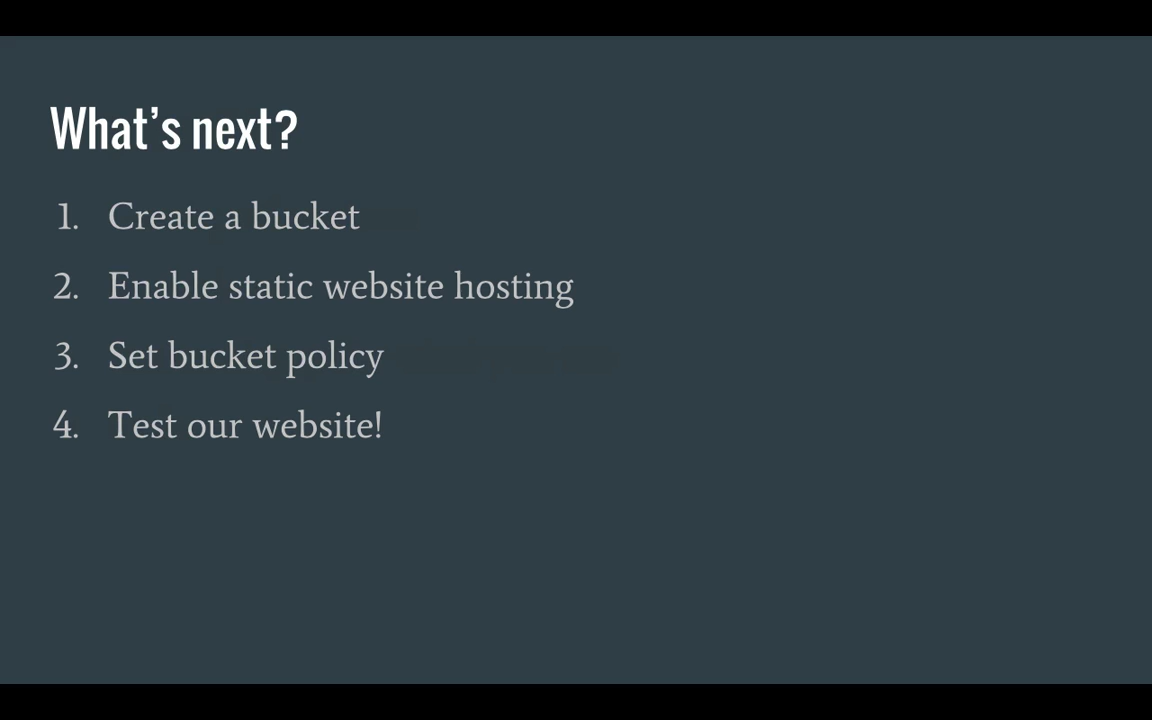 What’s next?
1. Create a bucket
2. Enable static website hosting
3. Set bucket policy
4. Test our website!